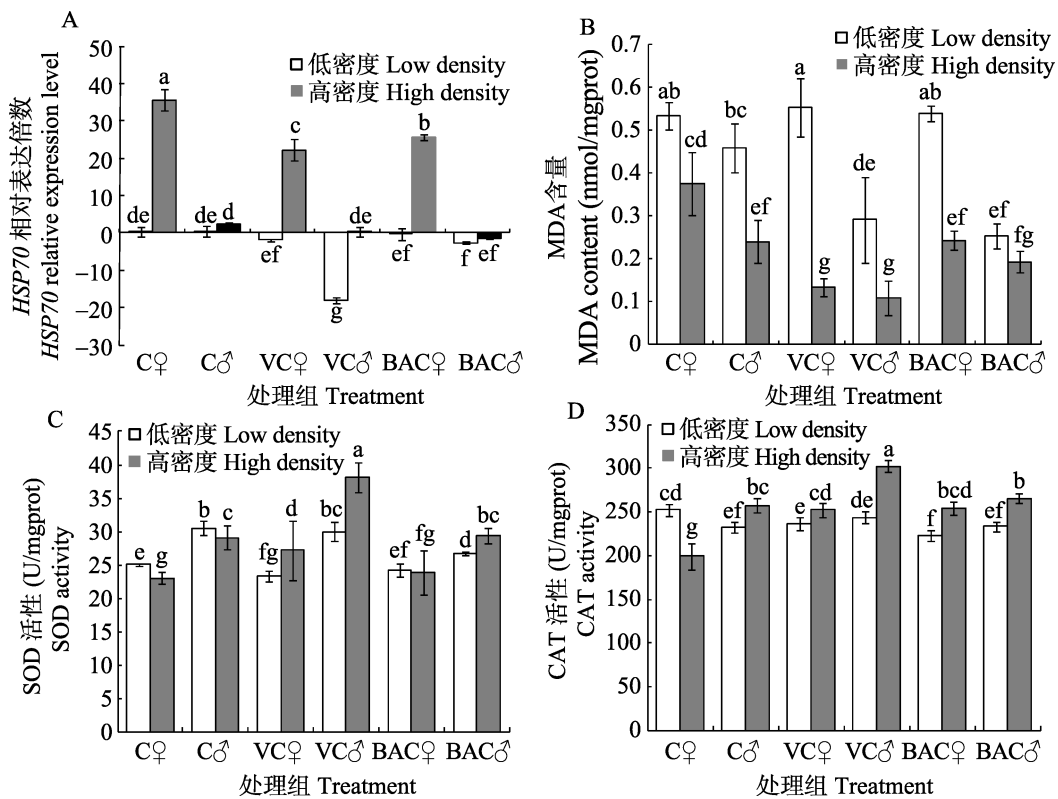 A
50
40
30
20
10
0
−10
−20
−30
HSP70 相对表达倍数
HSP70 relative expression level
低密度 Low density
高密度 High density
de
a
de
d
ef
c
g
de
ef
b
f
ef
C♀
C♂
VC♀
VC♂
BAC♀
BAC♂
处理组 Treatment
B
0.7
0.6
0.5
0.4
0.3
0.2
0.1
0
MDA含量
MDA content (nmol/mgprot)
低密度 Low density
高密度 High density
ab
cd
bc
ef
a
g
de
g
ab
ef
ef
fg
C♀
C♂
VC♀
VC♂
BAC♀
BAC♂
处理组 Treatment
C
45
40
35
30
25
20
15
10
5
0
SOD 活性 (U/mgprot)
SOD activity
低密度 Low density
高密度 High density
e
g
b
c
fg
d
bc
a
ef
fg
d
bc
C♀
C♂
VC♀
VC♂
BAC♀
BAC♂
处理组 Treatment
D
350
300
250
200
150
100
50
0
CAT 活性 (U/mgprot)
CAT activity
低密度 Low density
高密度 High density
cd
g
ef
bc
e
cd
de
a
f
bcd
ef
b
C♀
C♂
VC♀
VC♂
BAC♀
BAC♂
处理组 Treatment